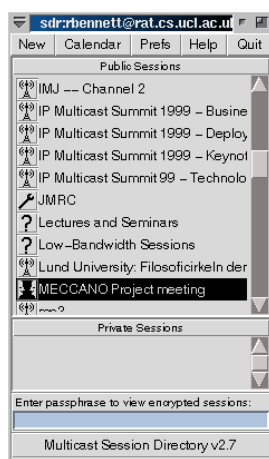 sdr:rbennett@rat.cs.ucl.ac.u
New Calendar Prefs Help Quit
Public Sessions
IMJ -- Channel 2
IP Multicast Summit 1999 – Busine
IP Multicast Summit 1999 – Deploy
IP Multicast Summit 1999 – Keynot
IP Multicast Summit 99 – Technolo
JMRC
? Lectures and Seminars
? Low–Bandwidth Sessions
Lund University: Filosoficirkeln der
MECCANO Project meeting
Private Sessions
Enter passphrase to view encrypted sessions:
Multicast Session Directory v2.7